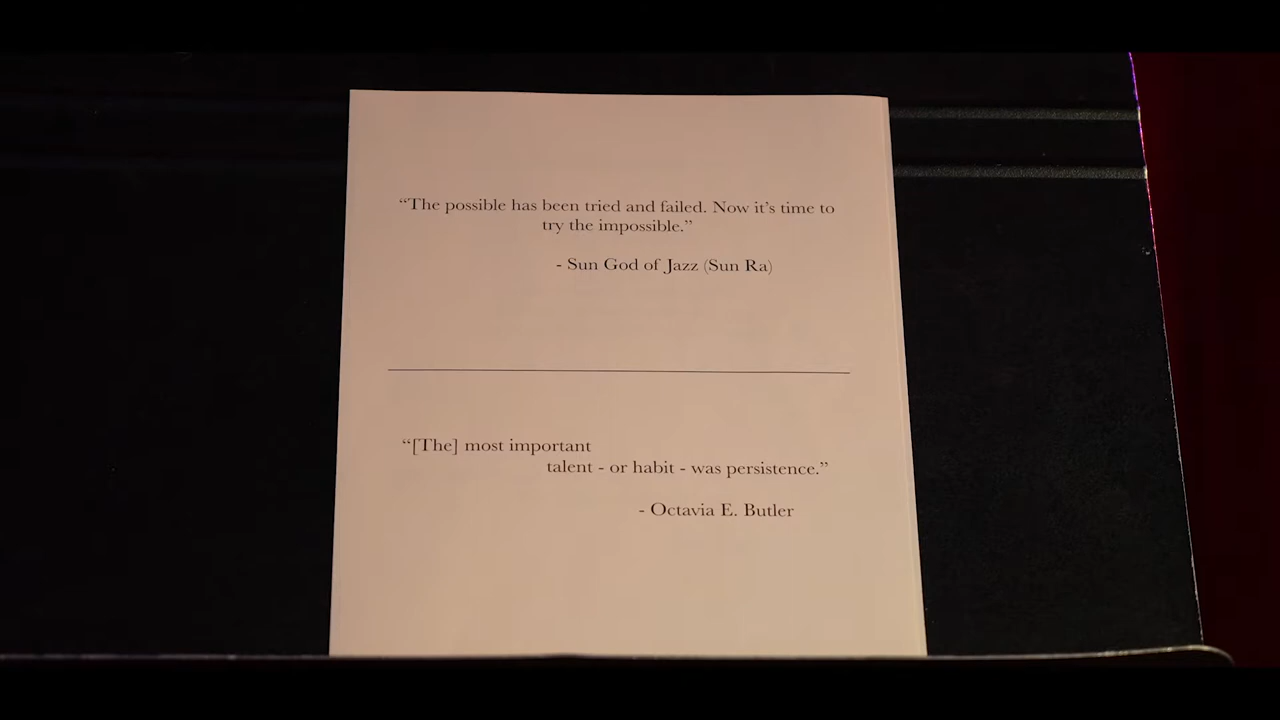 “The possible has been tried and failed. Now it’s time to
try the impossible.”
- Sun God of Jazz (Sun Ra)
“[The] most important
talent - or habit - was persistence.”
- Octavia E. Butler